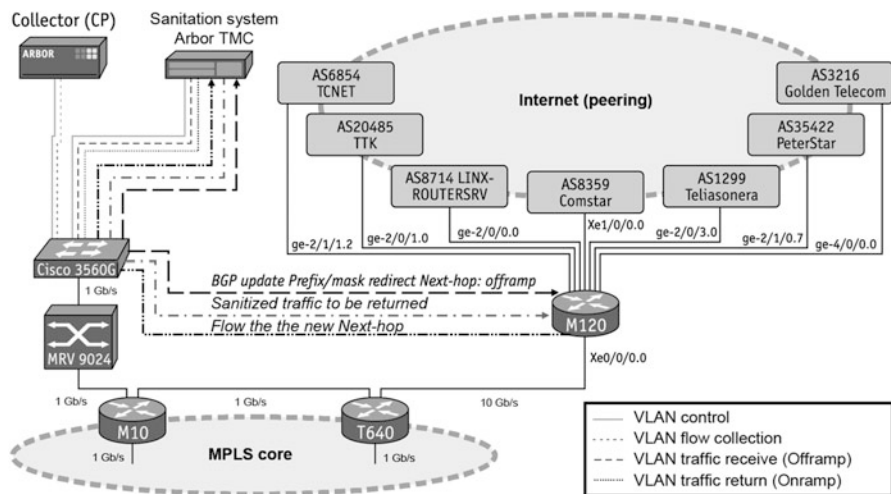 Collector (CP)
ARBOR
Sanitation system
Arbor TMC
Internet (peering)
AS6854
TCNET
AS20485
TTK
AS8714 LINX-
ROUTERSRV
AS8359
Comstar
AS1299
Teliasonera
AS35422
PeterStar
AS3216
Golden Telecom
ge-2/1/1.2
ge-2/0/1.0
ge-2/0/0.0
Xe1/0/0.0
ge-2/0/3.0
ge-2/1/0.7
ge-4/0/0.0
Cisco 3560G
1 Gb/s
BGP update Prefix/mask redirect Next-hop: offramp
Sanitized traffic to be returned
Flow the the new Next-hop
M120
MRV 9024
Xe0/0/0.0
1 Gb/s
1 Gb/s
10 Gb/s
M10
T640
1 Gb/s
MPLS core
1 Gb/s
VLAN control
VLAN flow collection
VLAN traffic receive (Offramp)
VLAN traffic return (Onramp)